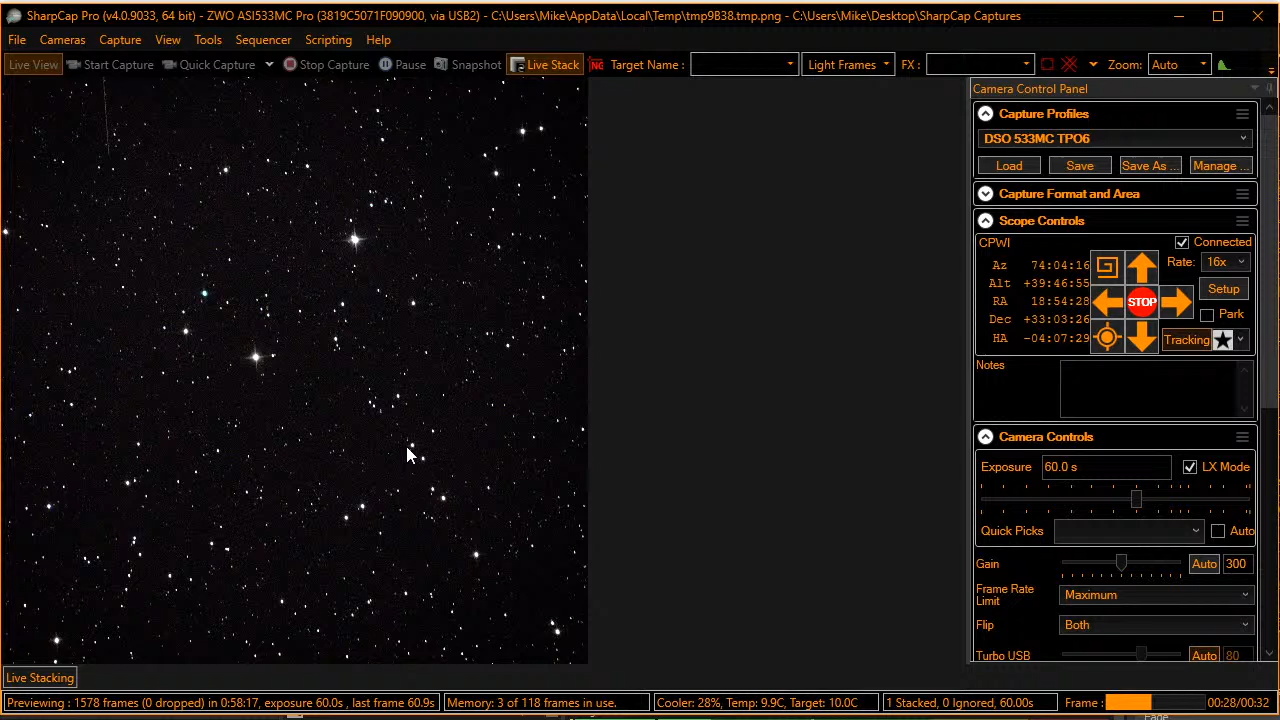 SharpCap Pro (v4.0.9033, 64 bit) - ZWO ASI533MC Pro (3819C5071F090900, via USB2) - C:\Users\Mike\AppData\Local\Temp\tmp9B38.tmp.png - C:\Users\Mike\Desktop\SharpCap Captures
File Cameras Capture View Tools Sequencer Scripting Help
Live View Start Capture Quick Capture Stop Capture Pause Snapshot Live Stack NC Target Name : Light Frames FX : Zoom: Auto
Camera Control Panel
Capture Profiles
DSO 533MC TPO6
Load Save Save As ... Manage ...
Capture Format and Area
Scope Controls
CPWI Connected
Az 74:04:16 Rate: 16x
Alt +39:46:55
RA 18:54:28 STOP Setup
Dec +33:03:26 Park
HA -04:07:29 Tracking
Notes
Camera Controls
Exposure 60.0 s LX Mode
Quick Picks Auto
Gain Auto 300
Frame Rate Limit Maximum
Flip Both
Turbo USB Auto 80
Live Stacking
Previewing : 1578 frames (0 dropped) in 0:58:17, exposure 60.0s , last frame 60.9s Memory: 3 of 118 frames in use. Cooler: 28%, Temp: 9.9C, Target: 10.0C 1 Stacked, 0 Ignored, 60.00s Frame : 00:28/00:32